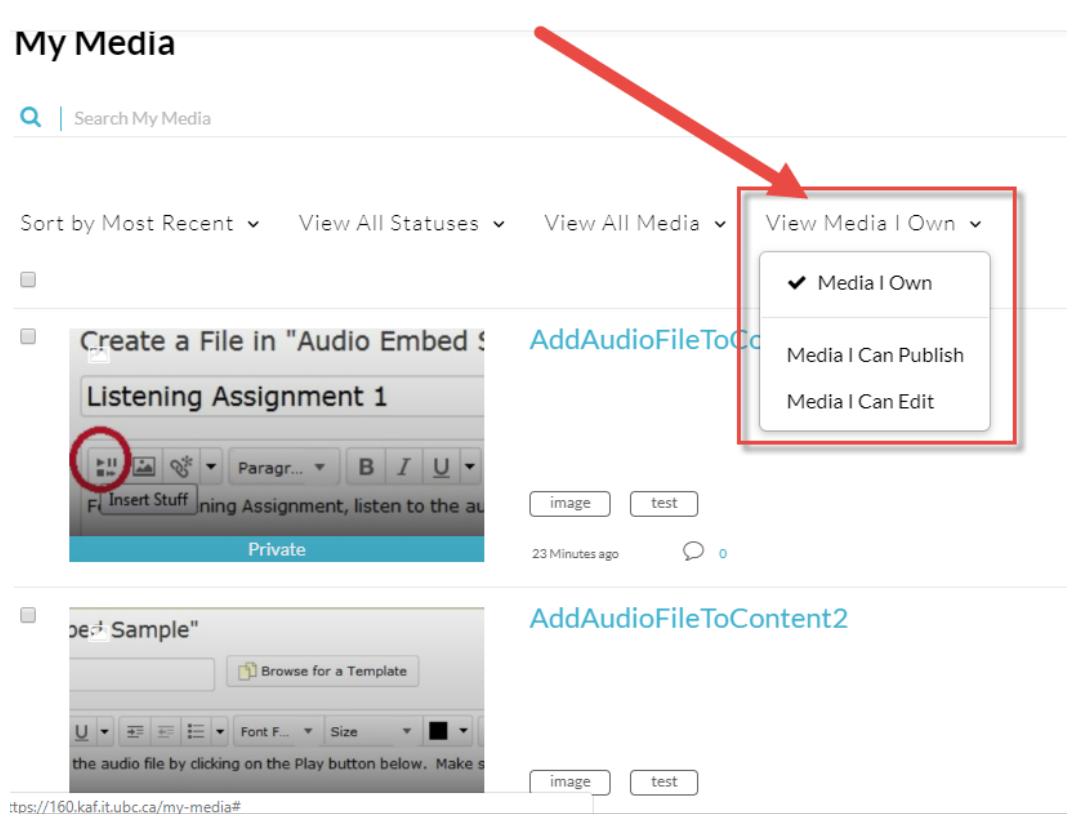 My Media
Search My Media
Sort by Most Recent View All Statuses View All Media View Media I Own
Media I Own
Media I Can Publish
Media I Can Edit
Create a File in "Audio Embed S
AddAudioFileToCo
Listening Assignment 1
Paragr... B I U
Insert Stuff
ning Assignment, listen to the au
Private
image test
23 Minutes ago 0
AddAudioFileToContent2
Sample"
Browse for a Template
U Font F... Size
the audio file by clicking on the Play button below. Make s
image test
ttps://160.kaf.it.ubc.ca/my-media#